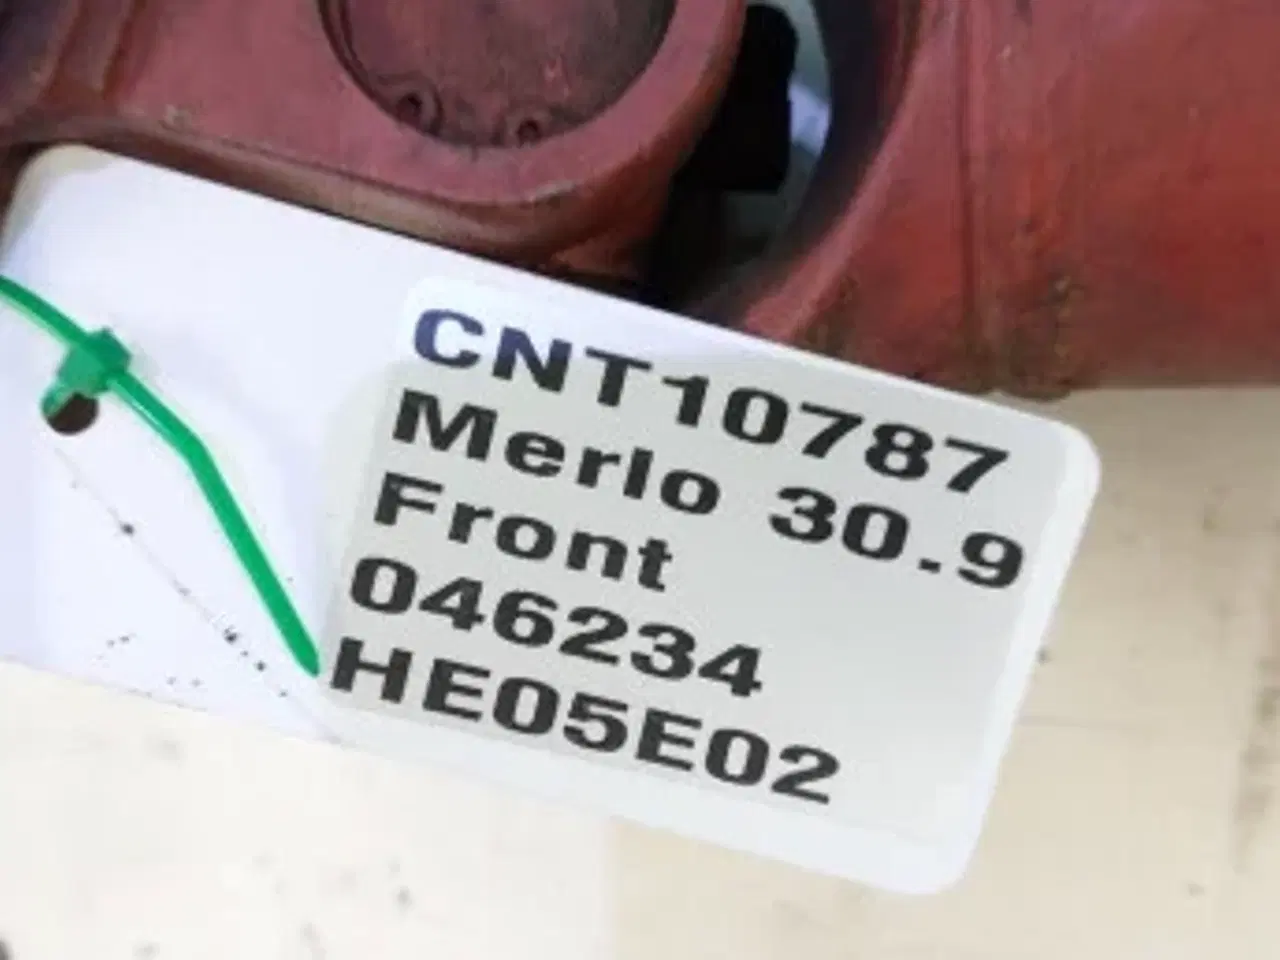 CNT10787
Merlo 30.9
Front
046234
HE05E02